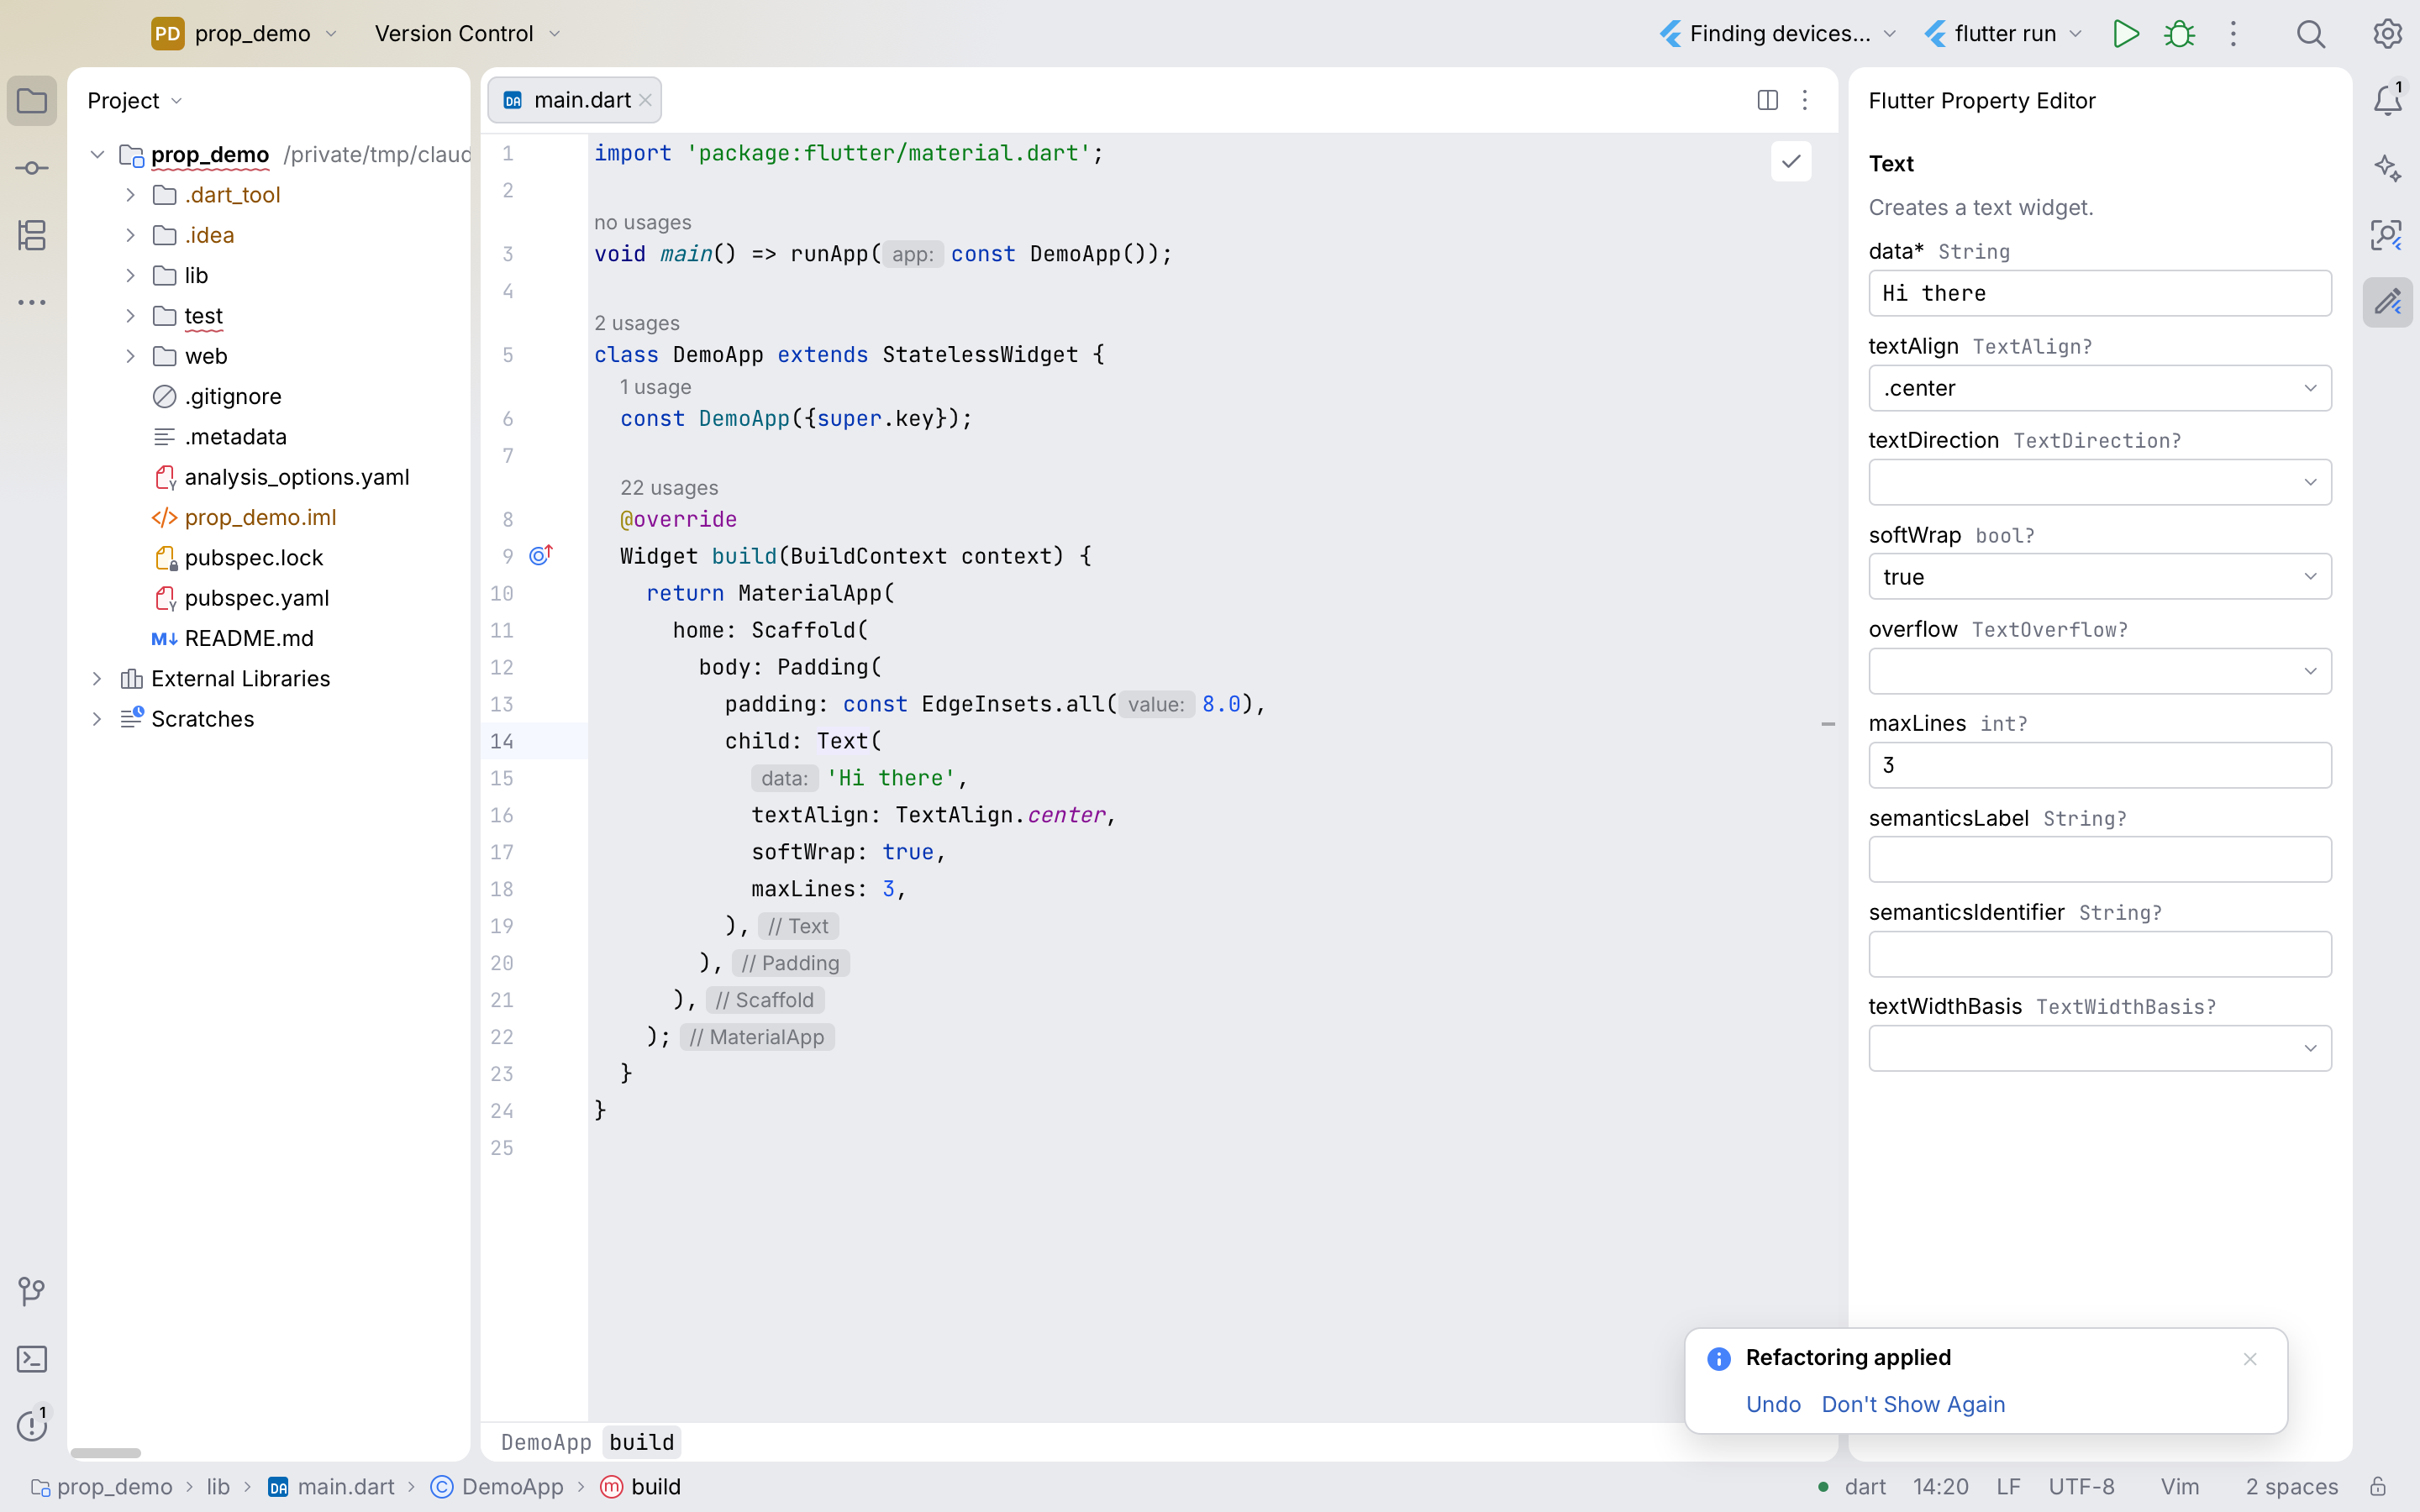 PD prop_demo Version Control Finding devices... flutter run
Project
prop_demo /private/tmp/claud
.dart_tool
.idea
lib
test
web
.gitignore
.metadata
analysis_options.yaml
prop_demo.iml
pubspec.lock
pubspec.yaml
README.md
External Libraries
Scratches
main.dart
1 import 'package:flutter/material.dart';
2
no usages
3 void main() => runApp( app: const DemoApp());
4
2 usages
5 class DemoApp extends StatelessWidget {
1 usage
6 const DemoApp({super.key});
7
22 usages
8 @override
9 Widget build(BuildContext context) {
10 return MaterialApp(
11 home: Scaffold(
12 body: Padding(
13 padding: const EdgeInsets.all( value: 8.0),
14 child: Text(
15 data: 'Hi there',
16 textAlign: TextAlign.center,
17 softWrap: true,
18 maxLines: 3,
19 ), // Text
20 ), // Padding
21 ), // Scaffold
22 ); // MaterialApp
23 }
24 }
25
DemoApp build
Flutter Property Editor
Text
Creates a text widget.
data* String
Hi there
textAlign TextAlign?
.center
textDirection TextDirection?
softWrap bool?
true
overflow TextOverflow?
maxLines int?
3
semanticsLabel String?
semanticsIdentifier String?
textWidthBasis TextWidthBasis?
1
Refactoring applied
Undo Don't Show Again
1
prop_demo lib main.dart DemoApp build
dart 14:20 LF UTF-8 Vim 2 spaces